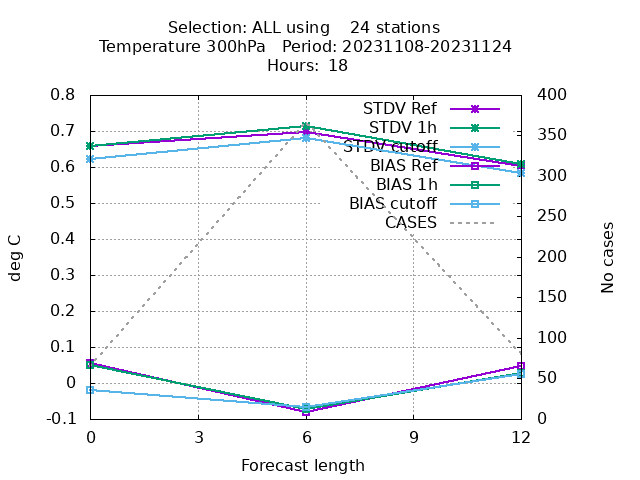 Selection: ALL using    24 stations
Temperature 300hPa   Period: 20231108-20231124
Hours: 18
0.8
0.7
0.6
0.5
0.4
0.3
0.2
0.1
0
-0.1
deg C
STDV Ref
STDV 1h
STDV cutoff
BIAS Ref
BIAS 1h
BIAS cutoff
CASES
400
350
300
250
200
150
100
50
0
No cases
0 3 6 9 12
Forecast length